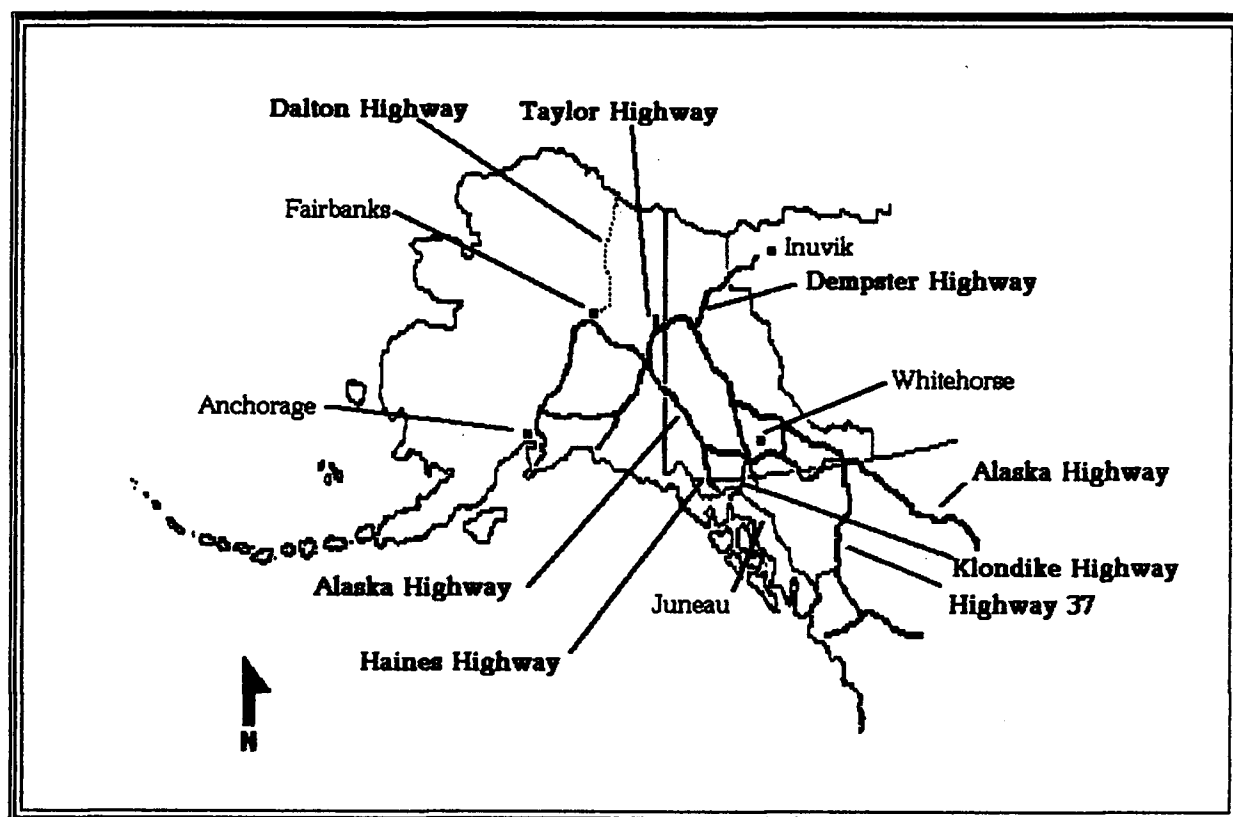 Dalton Highway
Taylor Highway
Fairbanks
Inuvik
Dempster Highway
Whitehorse
Anchorage
Alaska Highway
Klondike Highway
Alaska Highway
Highway 37
Juneau
Haines Highway
N